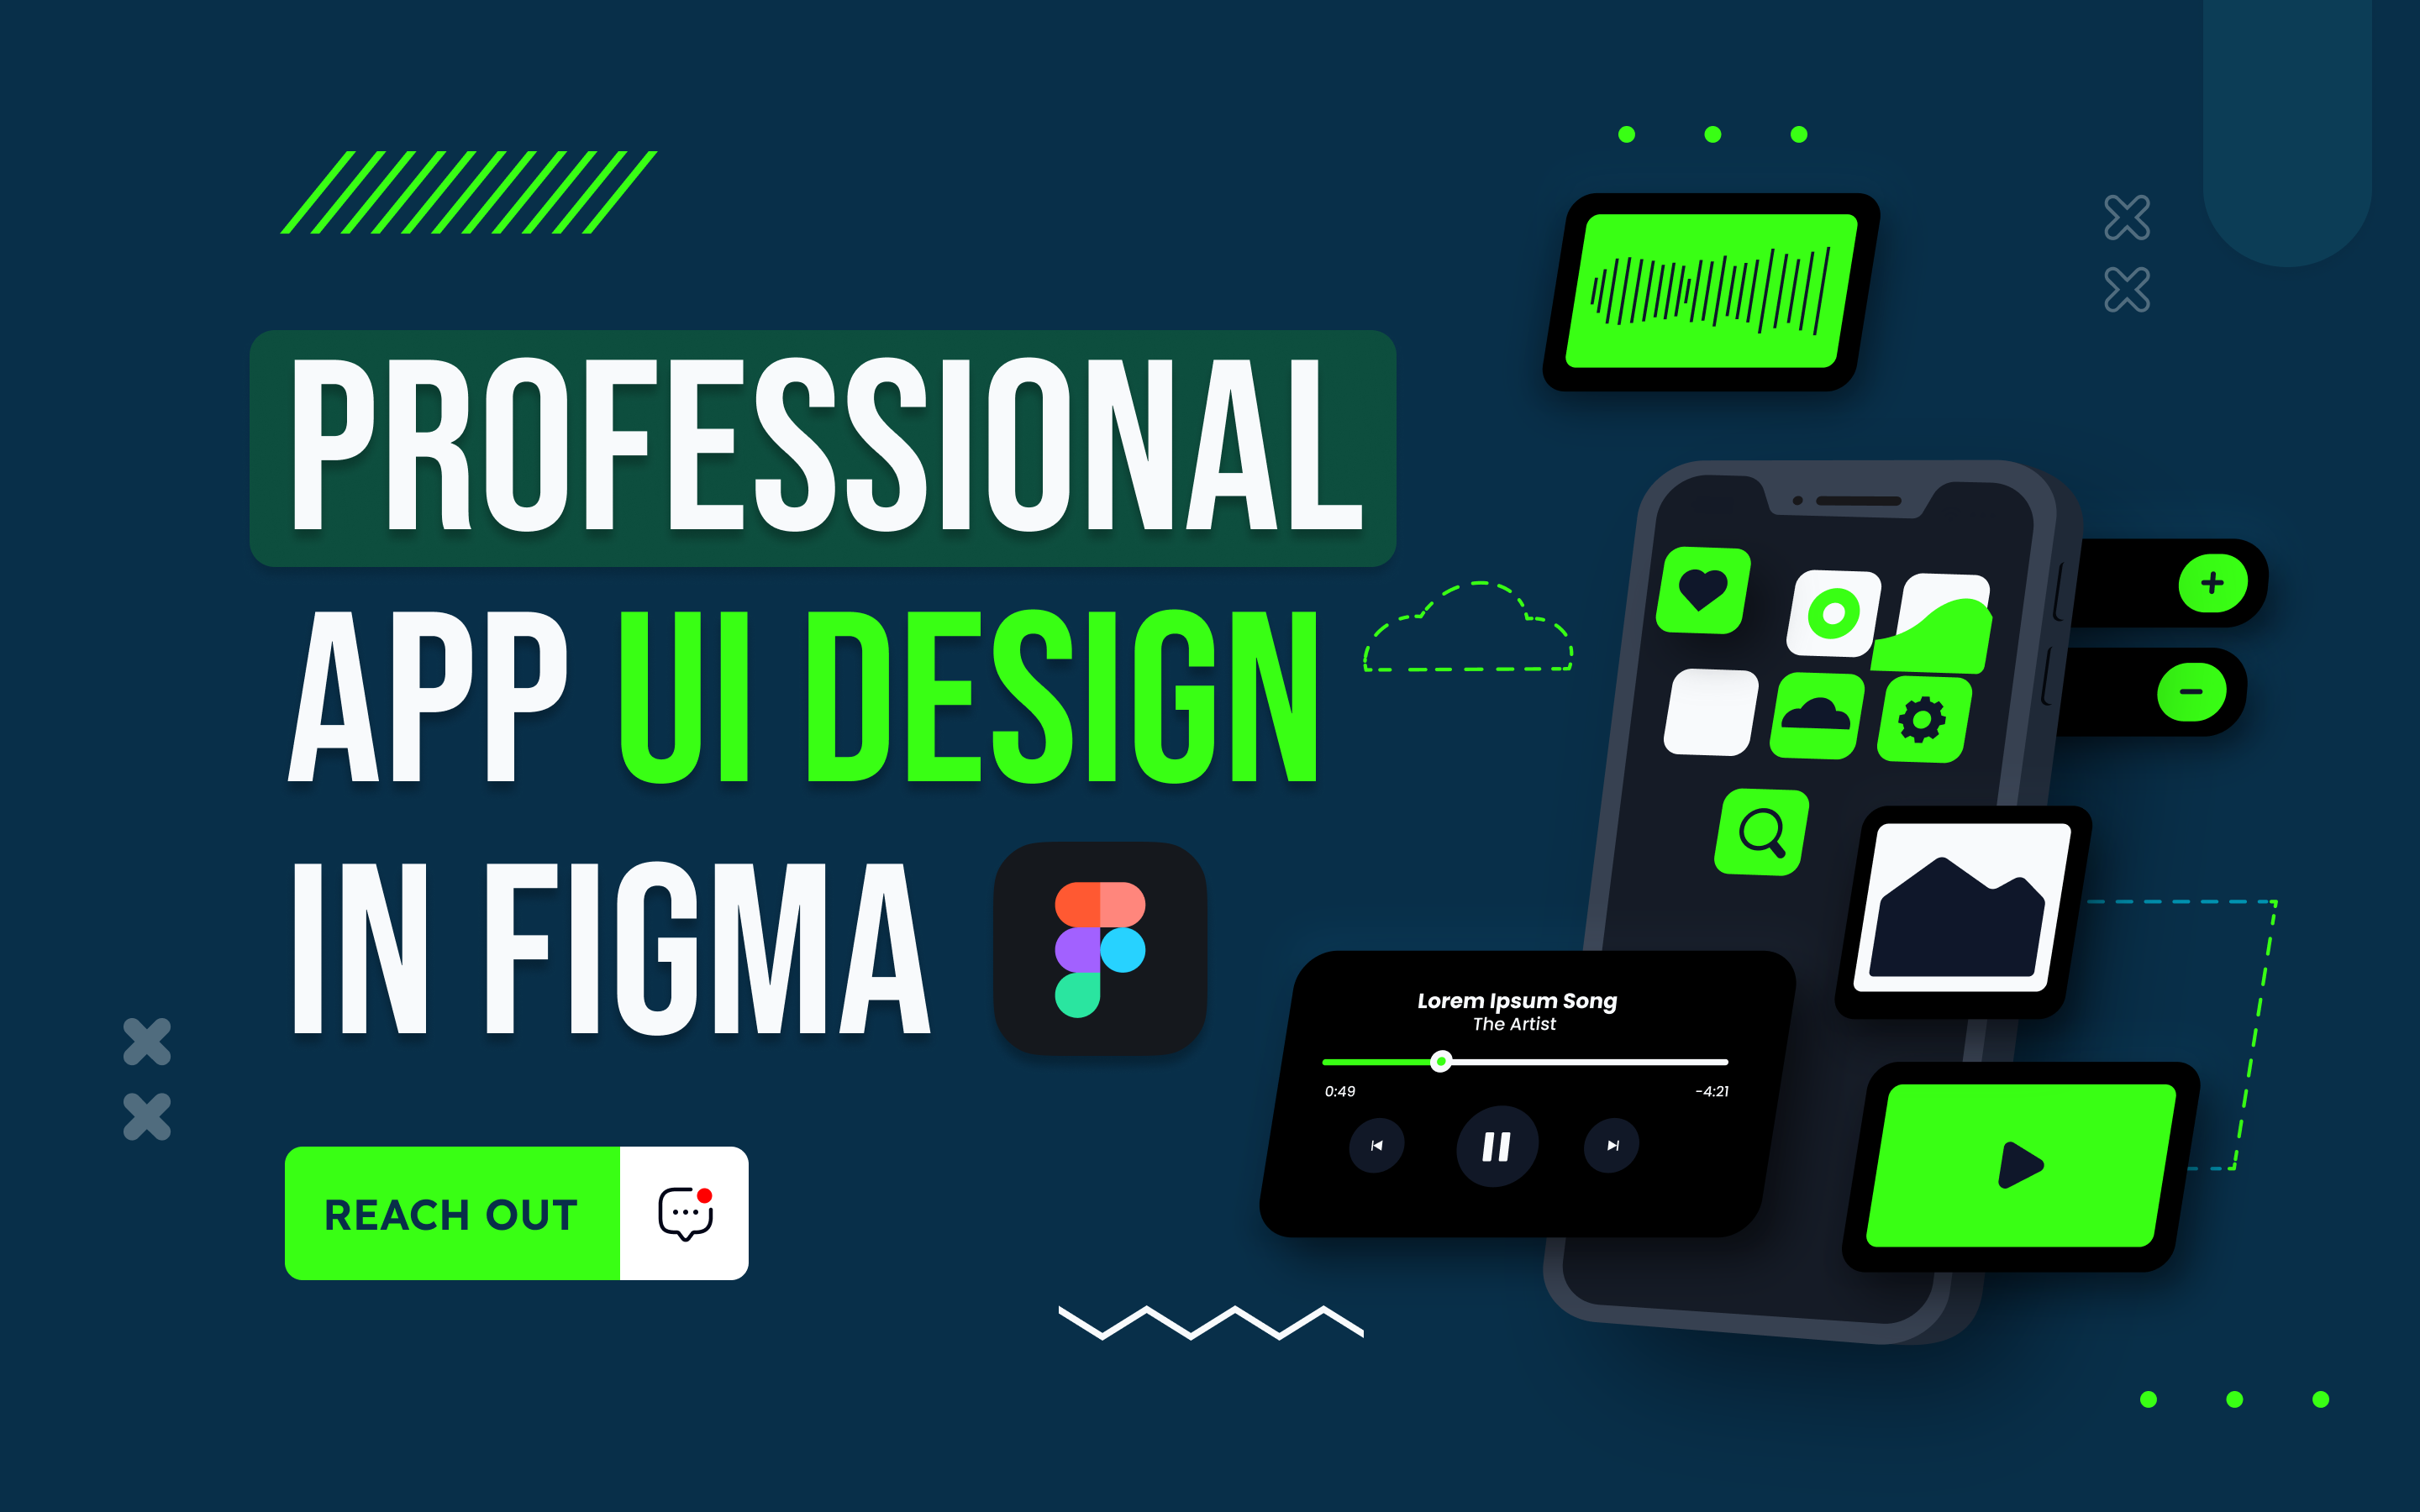 PROFESSIONAL
APP UI DESIGN
IN FIGMA
REACH OUT
Lorem Ipsum Song
The Artist
0:49
-4:21